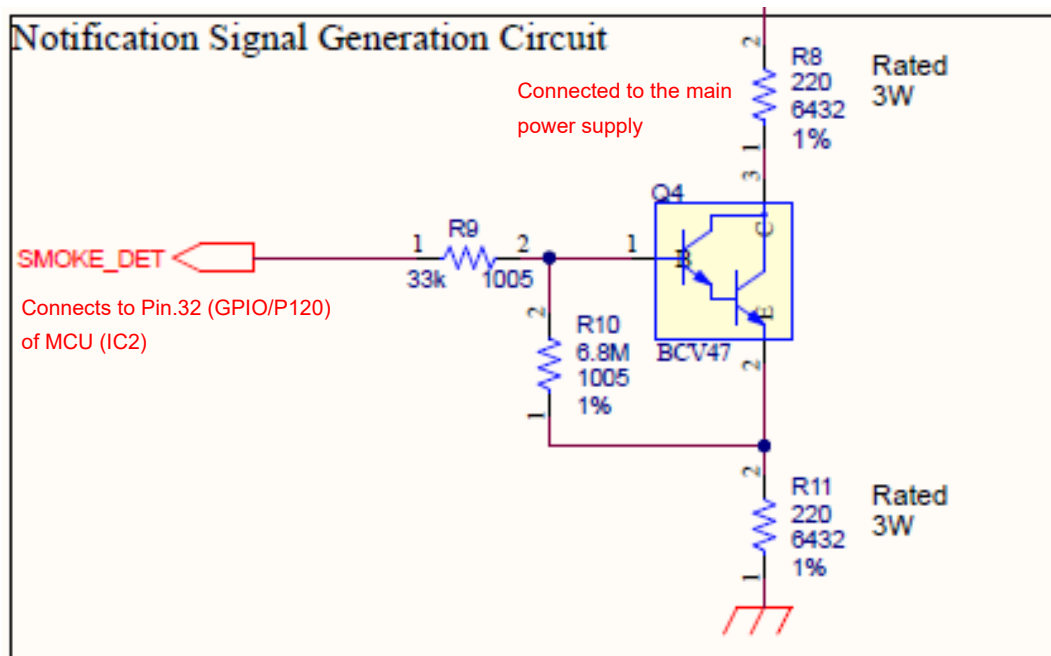 Notification Signal Generation Circuit
2
R8
220
6432
1%
1
Rated
3W
Connected to the main
power supply
3
Q4
C
B
E
1
BCV47
2
SMOKE_DET
1
R9
2
33k
1005
Connects to Pin.32 (GPIO/P120)
of MCU (IC2)
2
R10
6.8M
1005
1%
1
2
R11
220
6432
1%
1
Rated
3W